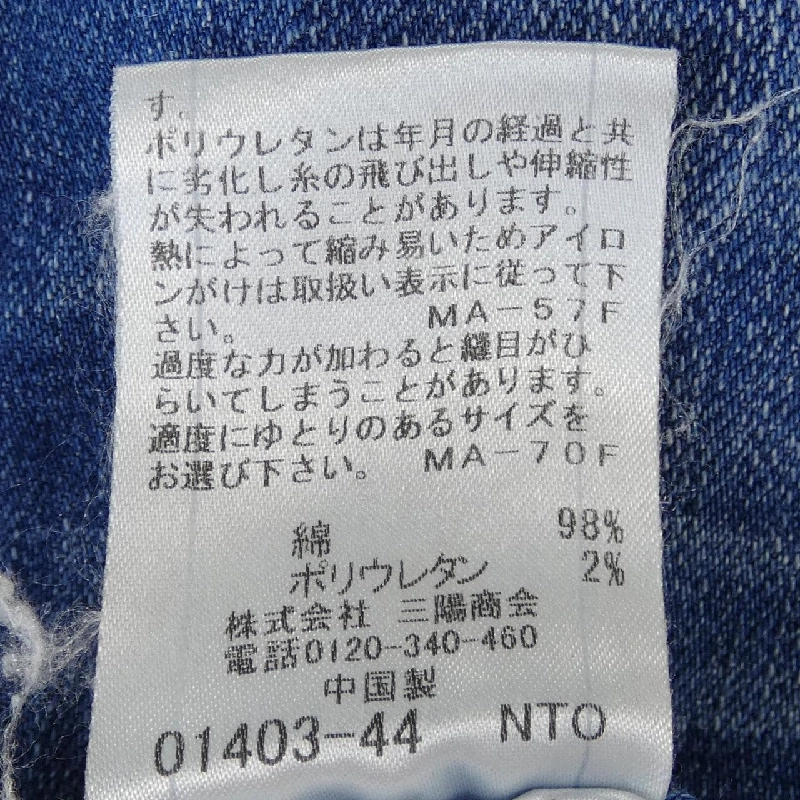 す。
ポリウレタンは年月の経過と共
に劣化し糸の飛び出しや伸縮性
が失われることがあります。
熱によって縮み易いためアイロ
ンがけは取扱い表示に従って下
さい。 MA-57F
過度な力が加わると縫目がひ
らいてしまうことがあります。
適度にゆとりのあるサイズを
お選び下さい。 MA-70F
綿 98%
ポリウレタン 2%
株式会社 三陽商会
電話0120-340-460
中国製
01403-44 NTO